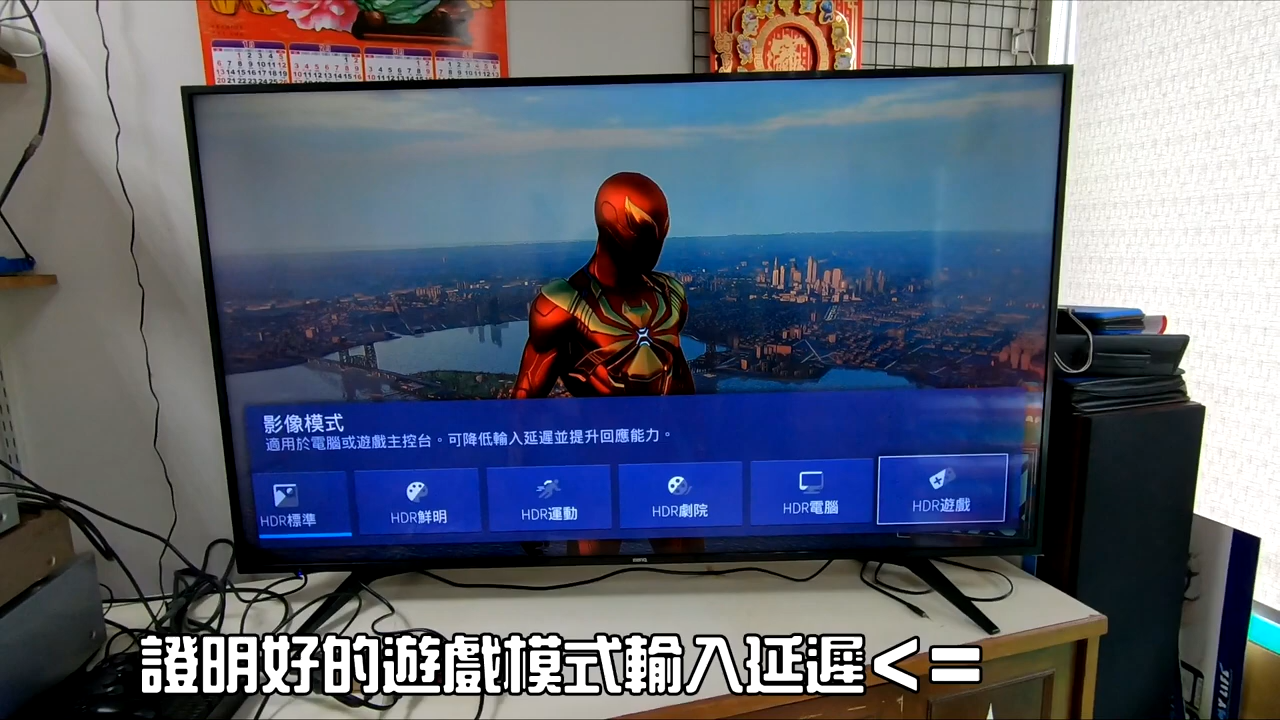 影像模式
適用於電腦或遊戲主控台。可降低輸入延遲並提升回應能力。
HDR標準
HDR鮮明
HDR運動
HDR劇院
HDR電腦
HDR遊戲
BenQ
證明好的遊戲模式輸入延遲<=